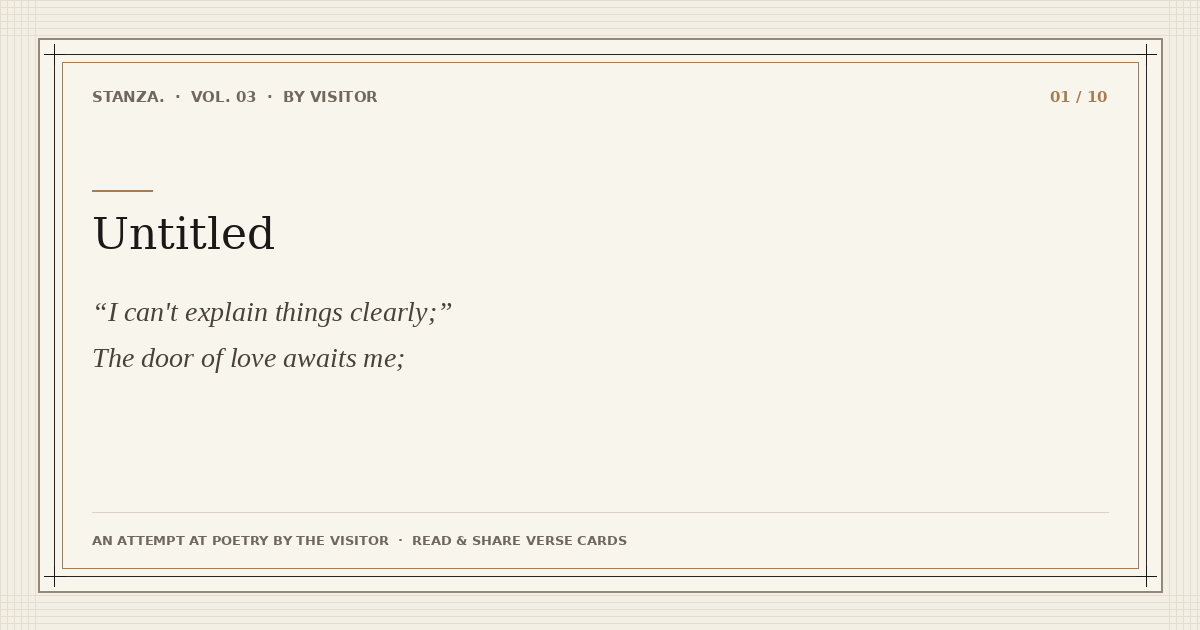 STANZA. · VOL. 03 · BY VISITOR
01 / 10
Untitled
“I can't explain things clearly;”
The door of love awaits me;
AN ATTEMPT AT POETRY BY THE VISITOR · READ & SHARE VERSE CARDS